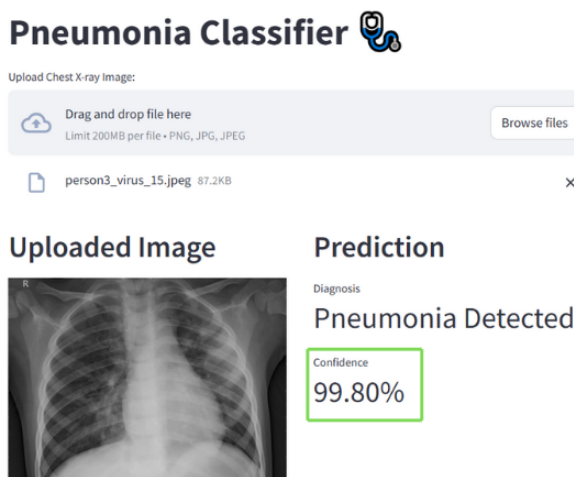 Pneumonia Classifier
Upload Chest X-ray Image:
Drag and drop file here
Limit 200MB per file • PNG, JPG, JPEG
Browse files
person3_virus_15.jpeg 87.2KB
Uploaded Image
R
Prediction
Diagnosis
Pneumonia Detected
Confidence
99.80%